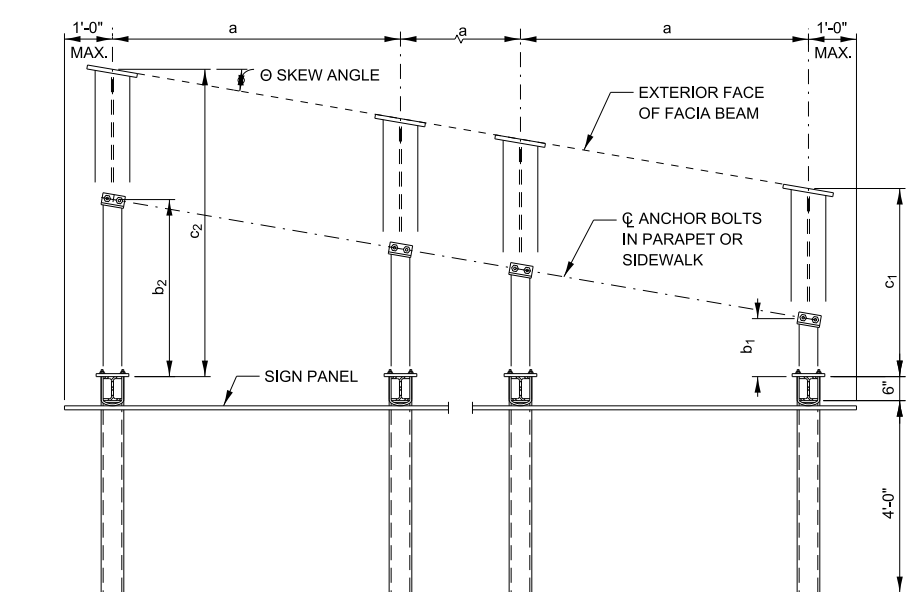 1'-0" a a a 1'-0"
MAX. MAX.
Θ SKEW ANGLE
EXTERIOR FACE
OF FACIA BEAM
℄ ANCHOR BOLTS
IN PARAPET OR
SIDEWALK
c2
b2
c1
b1
SIGN PANEL
6"
4'-0"